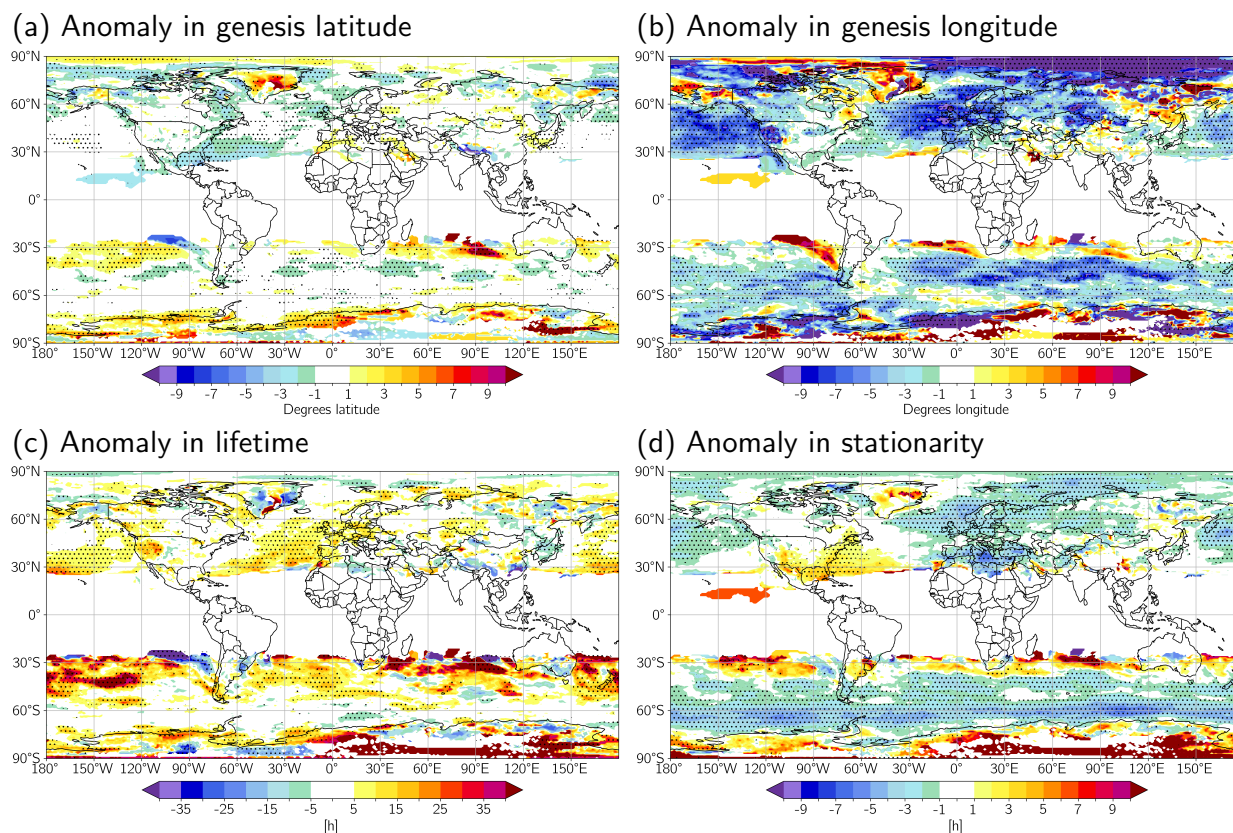 (a) Anomaly in genesis latitude
90°N
60°N
30°N
0°
30°S
60°S
90°S
180° 150°W 120°W 90°W 60°W 30°W 0° 30°E 60°E 90°E 120°E 150°E
-9 -7 -5 -3 -1 1 3 5 7 9
Degrees latitude
(b) Anomaly in genesis longitude
90°N
60°N
30°N
0°
30°S
60°S
90°S
180° 150°W 120°W 90°W 60°W 30°W 0° 30°E 60°E 90°E 120°E 150°E
-9 -7 -5 -3 -1 1 3 5 7 9
Degrees longitude
(c) Anomaly in lifetime
90°N
60°N
30°N
0°
30°S
60°S
90°S
180° 150°W 120°W 90°W 60°W 30°W 0° 30°E 60°E 90°E 120°E 150°E
-35 -25 -15 -5 5 15 25 35
[h]
(d) Anomaly in stationarity
90°N
60°N
30°N
0°
30°S
60°S
90°S
180° 150°W 120°W 90°W 60°W 30°W 0° 30°E 60°E 90°E 120°E 150°E
-9 -7 -5 -3 -1 1 3 5 7 9
[h]